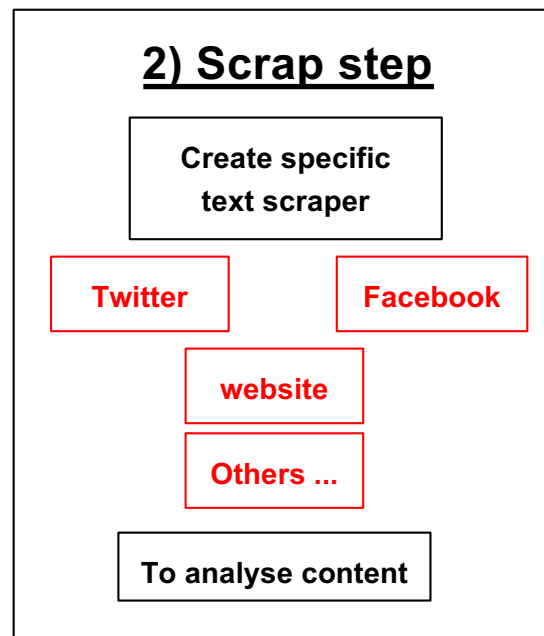 2) Scrap step
Create specific
text scraper
Twitter
Facebook
website
Others ...
To analyse content